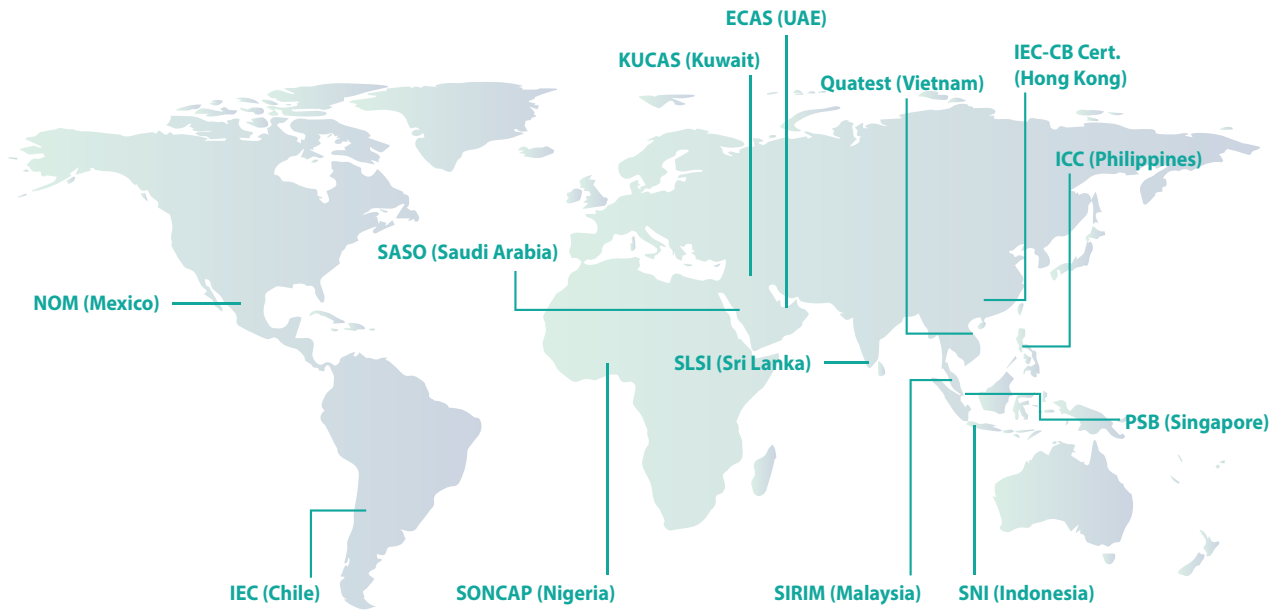 ECAS (UAE)
KUCAS (Kuwait)
IEC-CB Cert.
(Hong Kong)
Quatest (Vietnam)
ICC (Philippines)
SASO (Saudi Arabia)
NOM (Mexico)
SLSI (Sri Lanka)
PSB (Singapore)
IEC (Chile)
SONCAP (Nigeria)
SIRIM (Malaysia)
SNI (Indonesia)